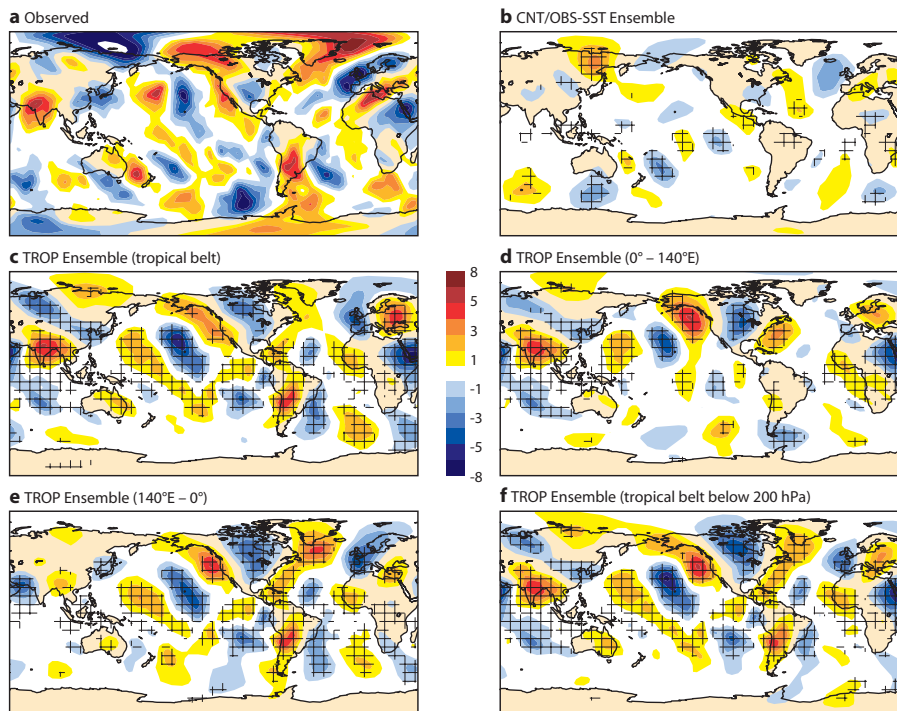 a Observed
b CNT/OBS-SST Ensemble
c TROP Ensemble (tropical belt)
d TROP Ensemble (0° – 140°E)
8
5
3
1
-1
-3
-5
-8
e TROP Ensemble (140°E – 0°)
f TROP Ensemble (tropical belt below 200 hPa)